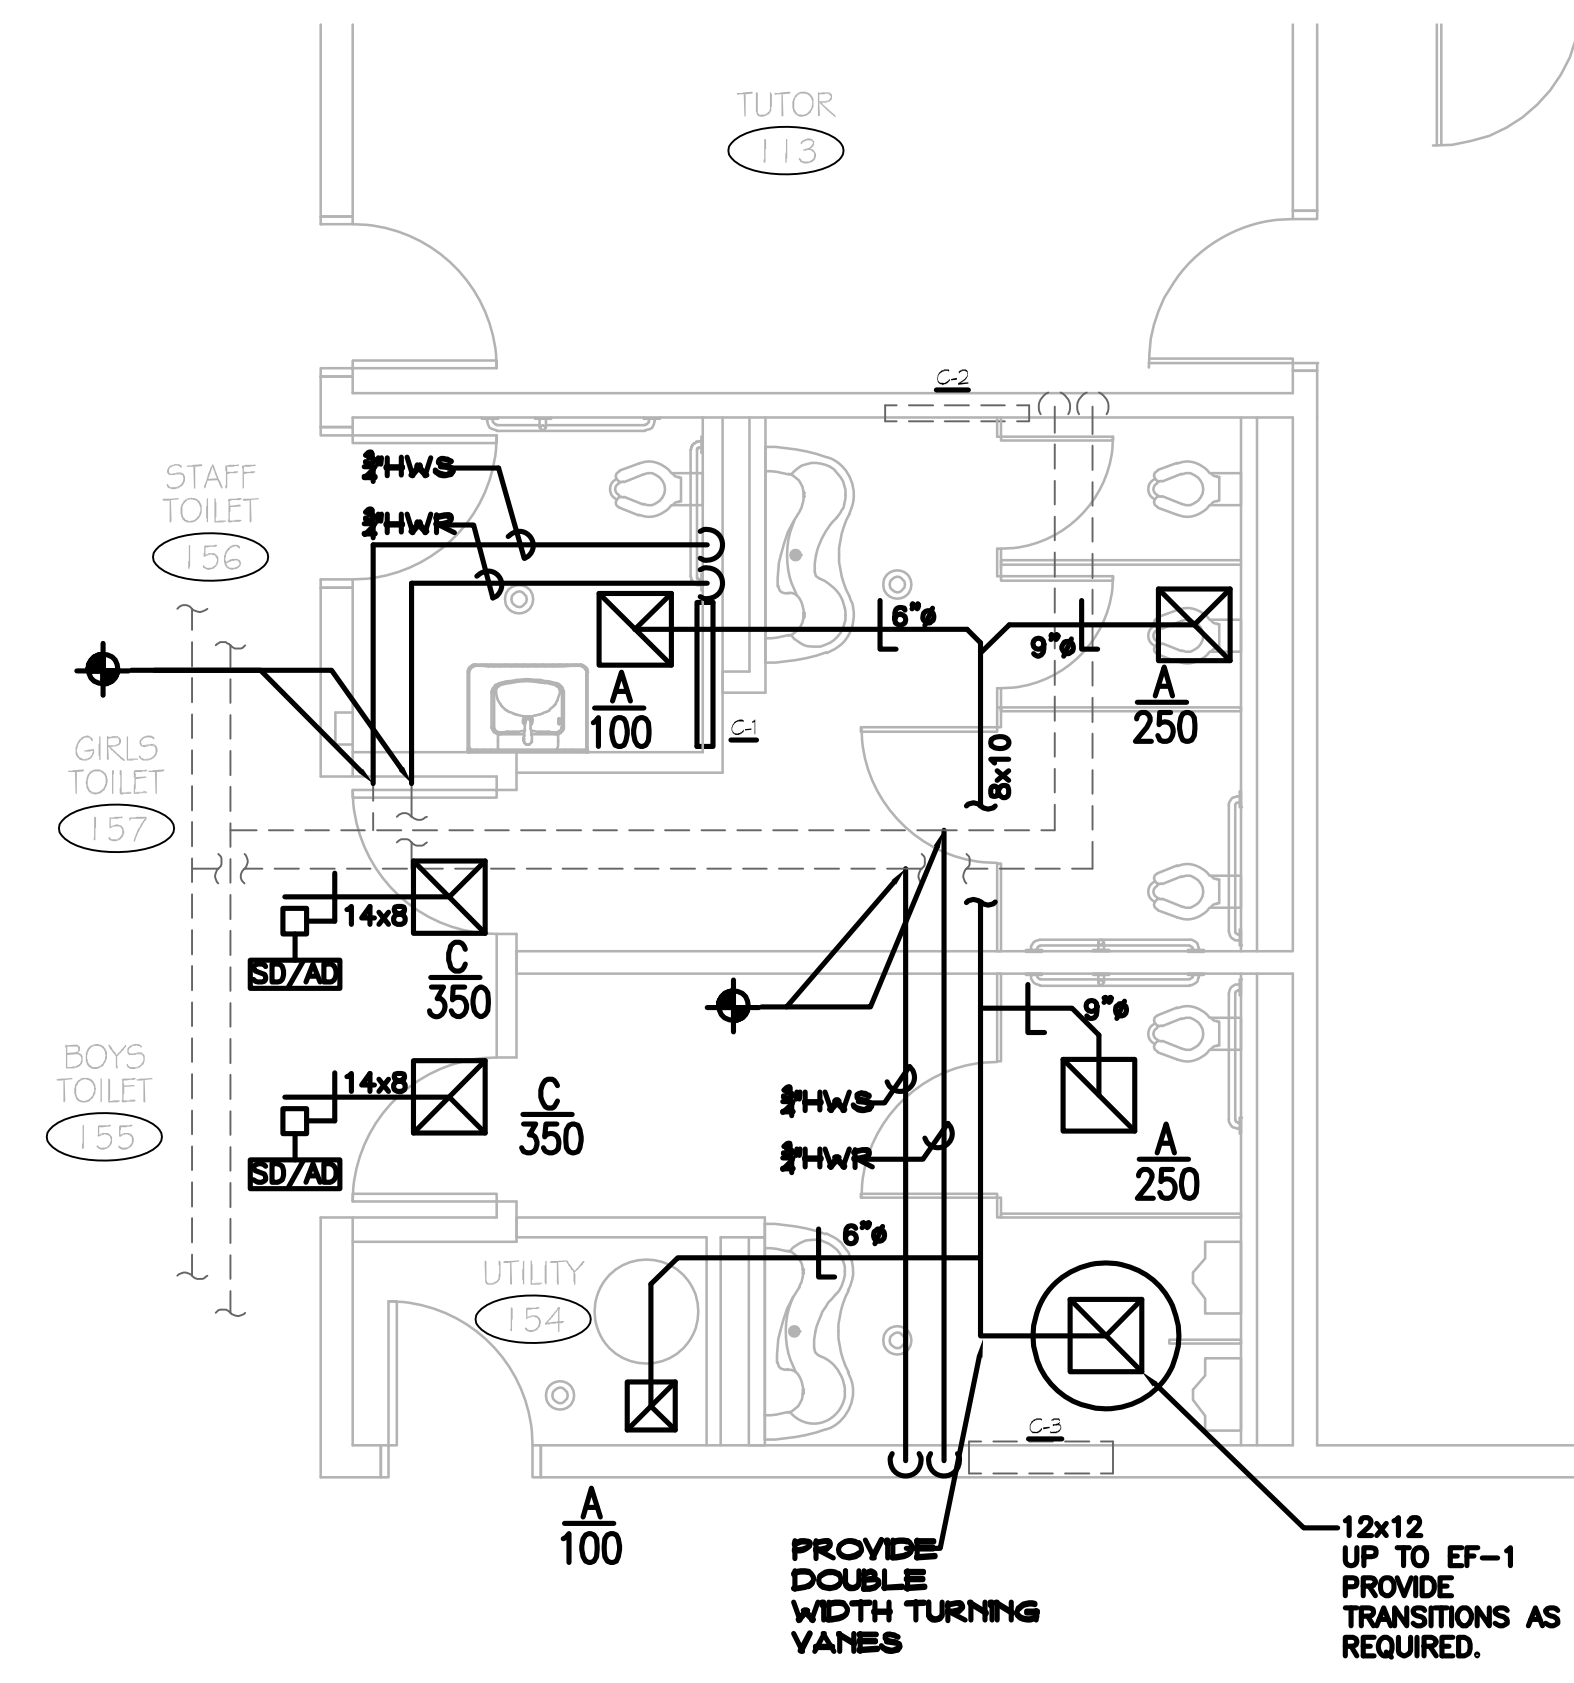 TUTOR
113
C-2
STAFF
TOILET
156
3/4"HWS
3/4"HWR
6"ø
9"ø
A
100
A
250
C-1
8x10
GIRLS
TOILET
157
14x8
SD/AD
C
350
9"ø
BOYS
TOILET
155
14x8
SD/AD
C
350
3/4"HWS
3/4"HWR
A
250
6"ø
UTILITY
154
C-3
A
100
PROVIDE
DOUBLE
WIDTH TURNING
VANES
12x12
UP TO EF-1
PROVIDE
TRANSITIONS AS
REQUIRED.